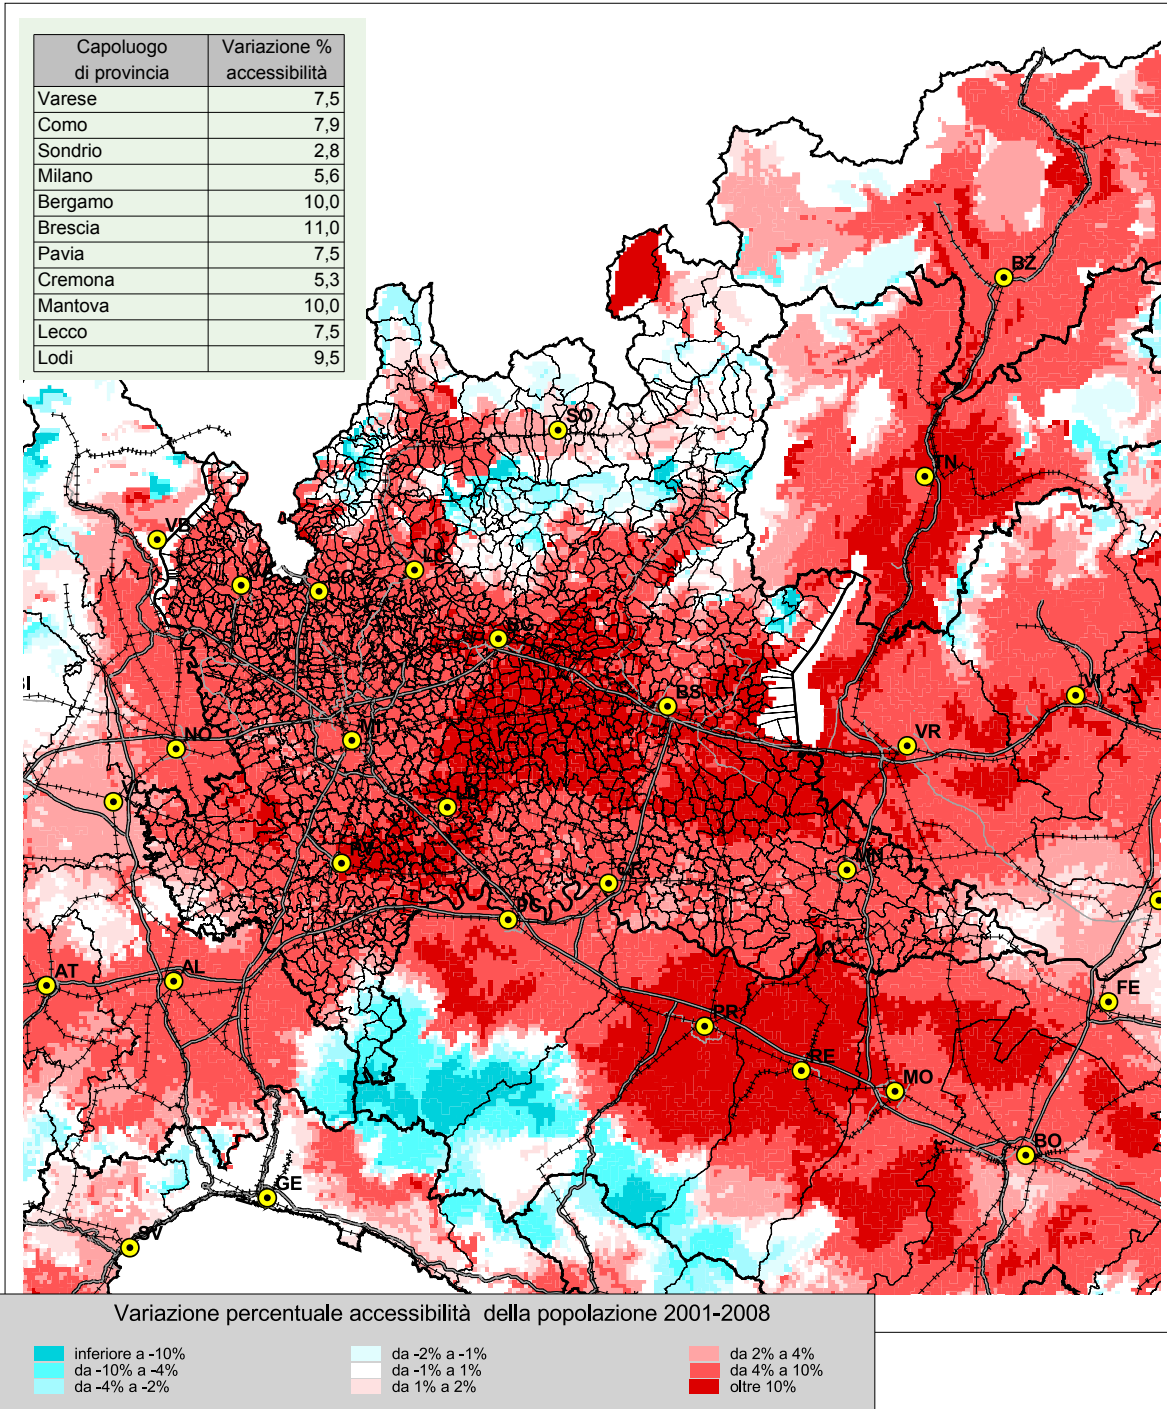 Capoluogo di provincia Variazione % accessibilità
Varese 7,5
Como 7,9
Sondrio 2,8
Milano 5,6
Bergamo 10,0
Brescia 11,0
Pavia 7,5
Cremona 5,3
Mantova 10,0
Lecco 7,5
Lodi 9,5
BZ
SO
TN
VB
CO
LC
BG
BI
BS
VI
NO
MI
VR
LO
PV
CR
MN
PC
AT
AL
FE
PR
RE
MO
BO
GE
SV
Variazione percentuale accessibilità della popolazione 2001-2008
inferiore a -10%
da -10% a -4%
da -4% a -2%
da -2% a -1%
da -1% a 1%
da 1% a 2%
da 2% a 4%
da 4% a 10%
oltre 10%